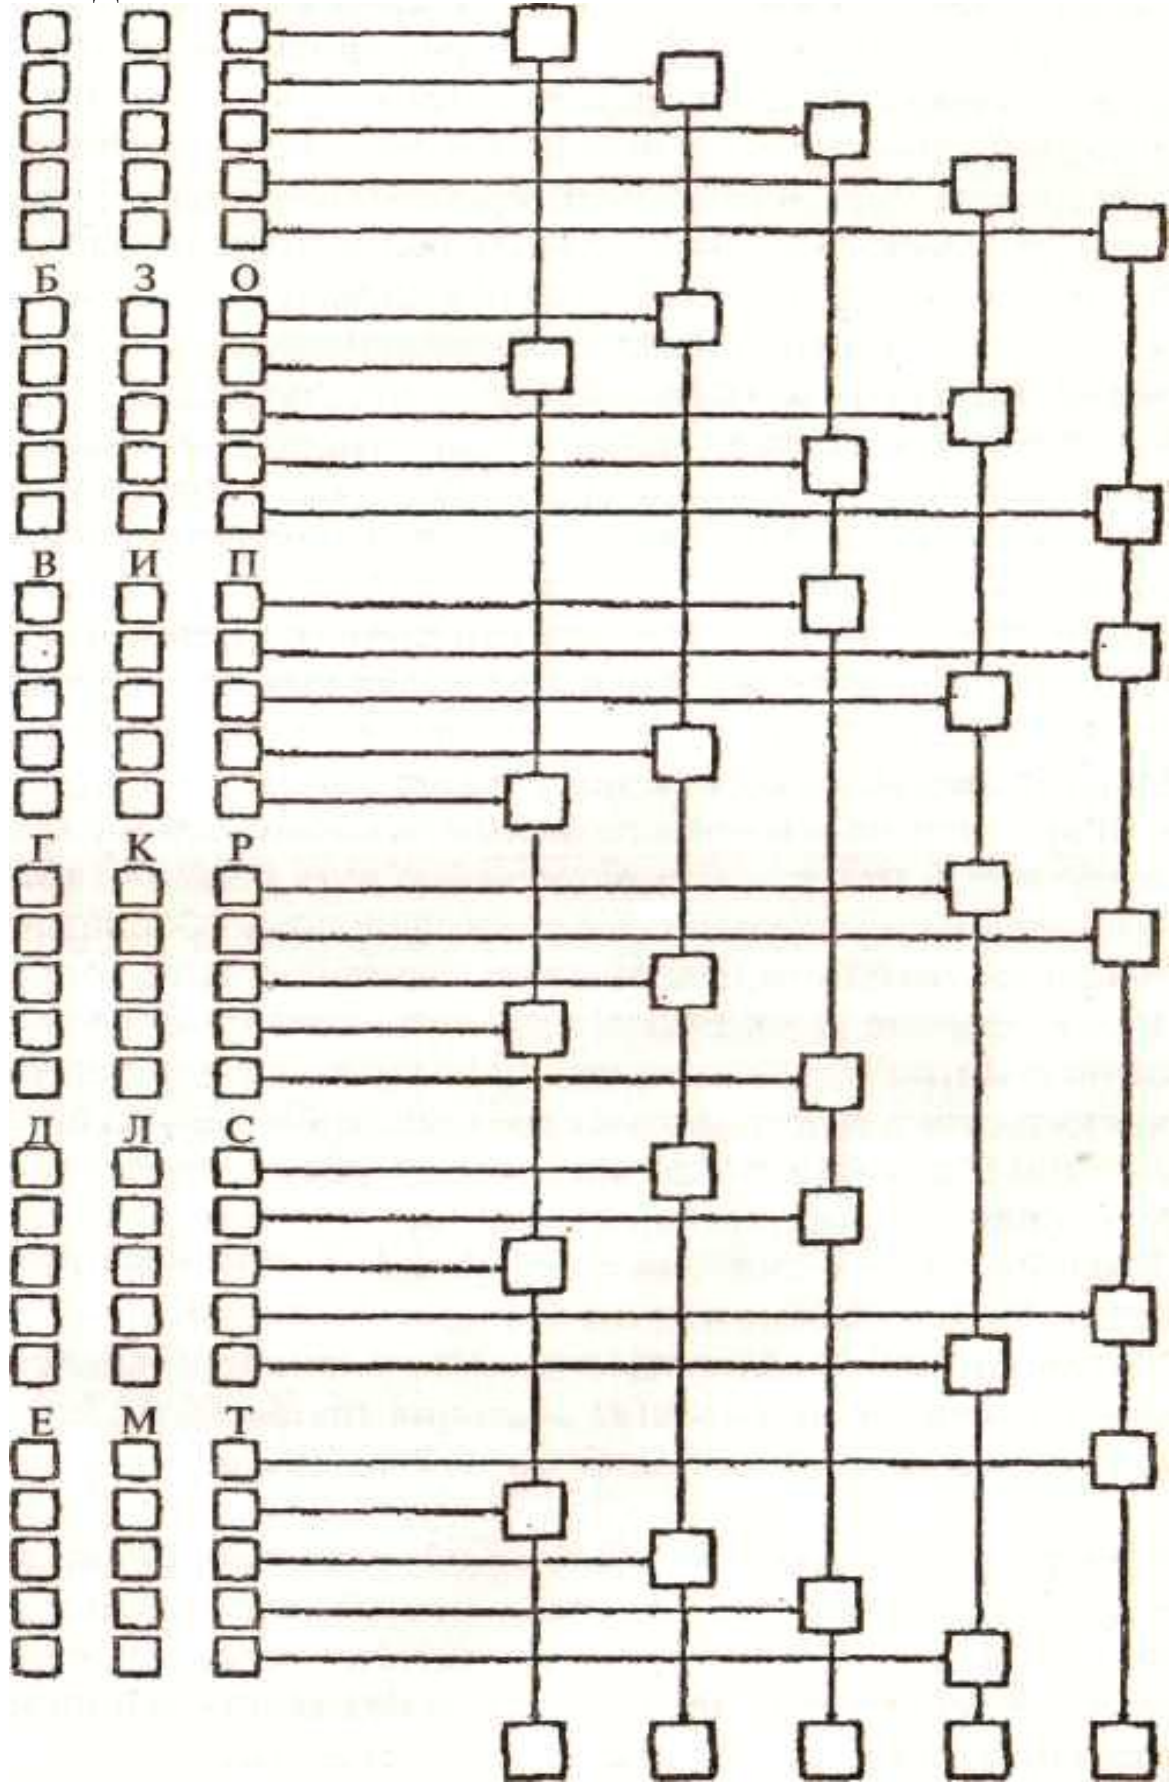 Б З О
В И П
Г К Р
Д Л С
Е М Т